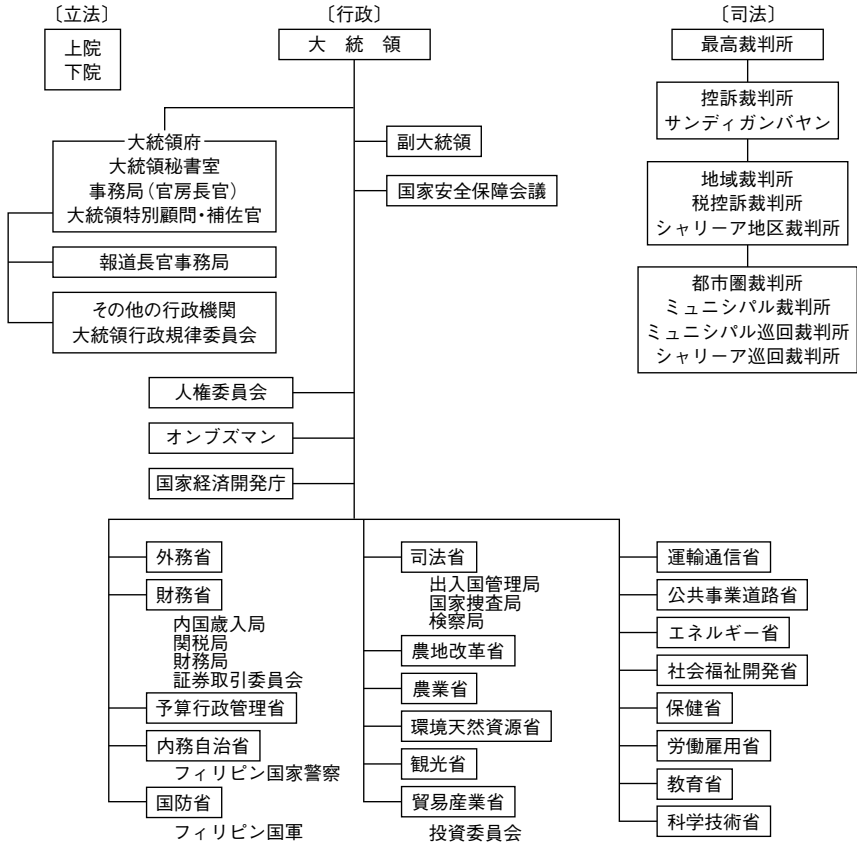 〔立法〕
上院
下院
〔行政〕
大統領
大統領府
大統領秘書室
事務局(官房長官)
大統領特別顧問・補佐官
報道長官事務局
その他の行政機関
大統領行政規律委員会
副大統領
国家安全保障会議
人権委員会
オンブズマン
国家経済開発庁
外務省
財務省
内国歳入局
関税局
財務局
証券取引委員会
予算行政管理省
内務自治省
フィリピン国家警察
国防省
フィリピン国軍
司法省
出入国管理局
国家捜査局
検察局
農地改革省
農業省
環境天然資源省
観光省
貿易産業省
投資委員会
運輸通信省
公共事業道路省
エネルギー省
社会福祉開発省
保健省
労働雇用省
教育省
科学技術省
〔司法〕
最高裁判所
控訴裁判所
サンディガンバヤン
地域裁判所
税控訴裁判所
シャリーア地区裁判所
都市圏裁判所
ミュニシパル裁判所
ミュニシパル巡回裁判所
シャリーア巡回裁判所